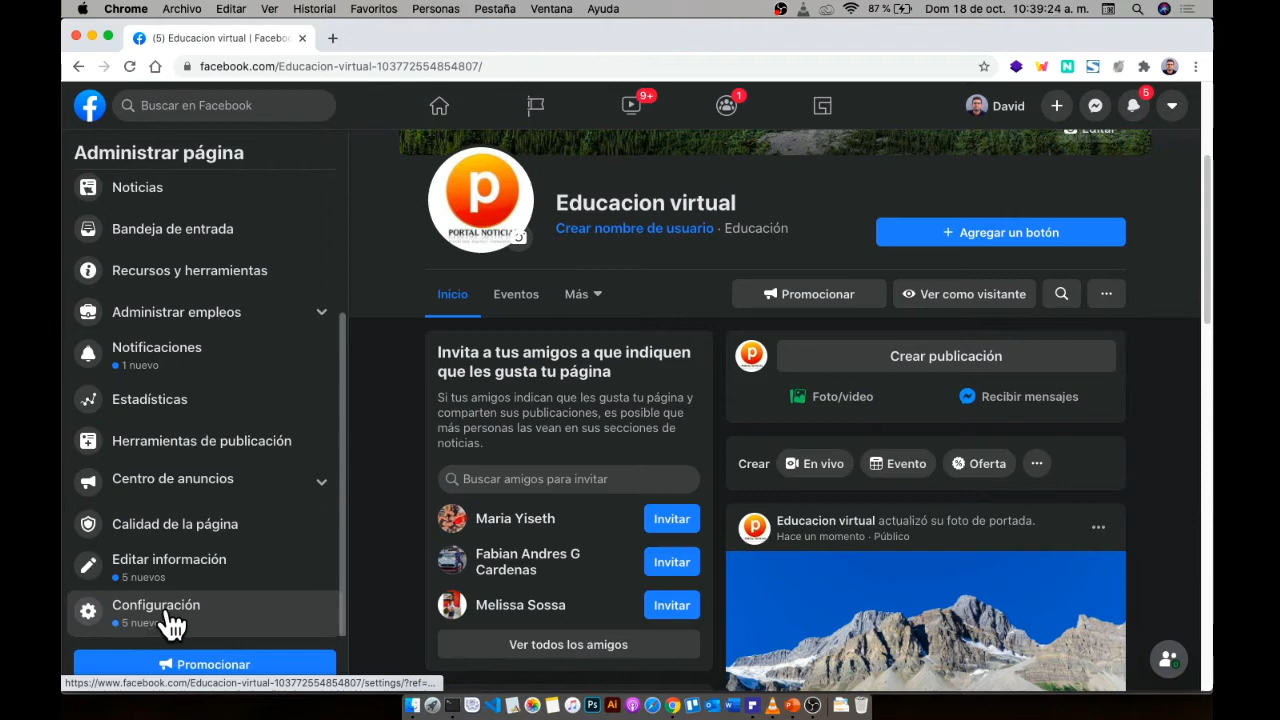 Chrome Archivo Editar Ver Historial Favoritos Personas Pestaña Ventana Ayuda 87 % Dom 18 de oct. 10:39:24 a. m.
(5) Educacion virtual | Facebo
facebook.com/Educacion-virtual-103772554854807/
Buscar en Facebook
9+
1
David
5
Administrar página
Noticias
Bandeja de entrada
Recursos y herramientas
Administrar empleos
Notificaciones
1 nuevo
Estadísticas
Herramientas de publicación
Centro de anuncios
Calidad de la página
Editar información
5 nuevos
Configuración
5 nuev
Promocionar
https://www.facebook.com/Educacion-virtual-103772554854807/settings/?ref=...
Editar
p
PORTAL NOTICIA
Educacion virtual
Crear nombre de usuario · Educación
+ Agregar un botón
Inicio Eventos Más
Promocionar Ver como visitante ...
Invita a tus amigos a que indiquen
que les gusta tu página
Si tus amigos indican que les gusta tu página y
comparten sus publicaciones, es posible que
más personas las vean en sus secciones de
noticias.
Buscar amigos para invitar
Maria Yiseth Invitar
Fabian Andres G
Cardenas Invitar
Melissa Sossa Invitar
Ver todos los amigos
p
Crear publicación
Foto/video Recibir mensajes
Crear En vivo Evento Oferta ...
p
Educacion virtual actualizó su foto de portada.
Hace un momento · Público
Ps Ai